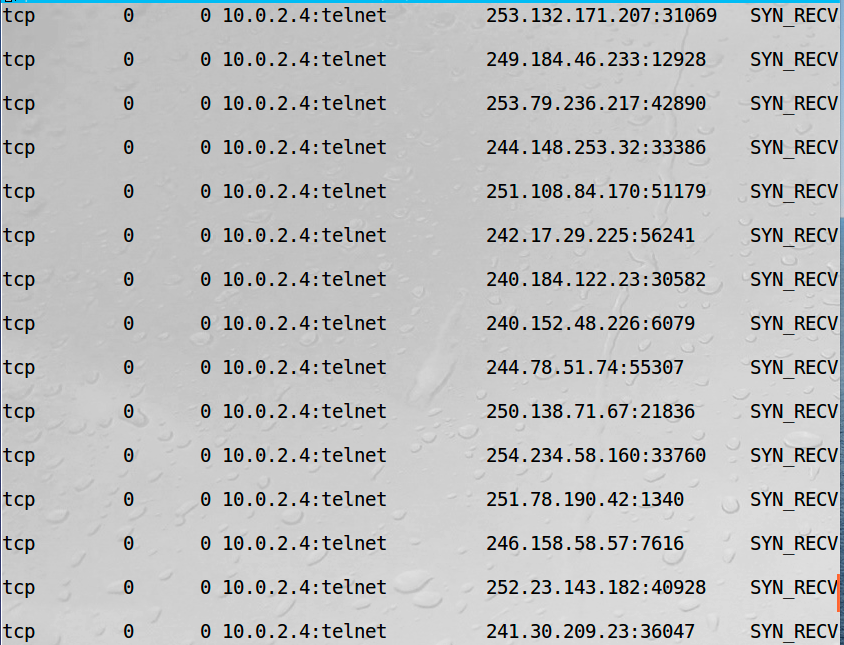 tcp 0 0 10.0.2.4:telnet 253.132.171.207:31069 SYN_RECV
tcp 0 0 10.0.2.4:telnet 249.184.46.233:12928 SYN_RECV
tcp 0 0 10.0.2.4:telnet 253.79.236.217:42890 SYN_RECV
tcp 0 0 10.0.2.4:telnet 244.148.253.32:33386 SYN_RECV
tcp 0 0 10.0.2.4:telnet 251.108.84.170:51179 SYN_RECV
tcp 0 0 10.0.2.4:telnet 242.17.29.225:56241 SYN_RECV
tcp 0 0 10.0.2.4:telnet 240.184.122.23:30582 SYN_RECV
tcp 0 0 10.0.2.4:telnet 240.152.48.226:6079 SYN_RECV
tcp 0 0 10.0.2.4:telnet 244.78.51.74:55307 SYN_RECV
tcp 0 0 10.0.2.4:telnet 250.138.71.67:21836 SYN_RECV
tcp 0 0 10.0.2.4:telnet 254.234.58.160:33760 SYN_RECV
tcp 0 0 10.0.2.4:telnet 251.78.190.42:1340 SYN_RECV
tcp 0 0 10.0.2.4:telnet 246.158.58.57:7616 SYN_RECV
tcp 0 0 10.0.2.4:telnet 252.23.143.182:40928 SYN_RECV
tcp 0 0 10.0.2.4:telnet 241.30.209.23:36047 SYN_RECV